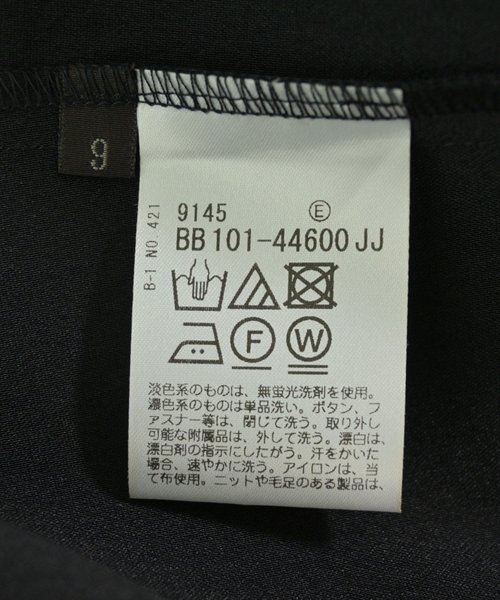 9
B-1 NO. 421
9145 E
BB 101-44600 JJ
F W
淡色系のものは、無蛍光洗剤を使用。
濃色系のものは単品洗い。ボタン、フ
ァスナー等は、閉じて洗う。取り外し
可能な附属品は、外して洗う。漂白は、
漂白剤の指示にしたがう。汗をかいた
場合、速やかに洗う。アイロンは、当
て布使用。ニットや毛足のある製品は、